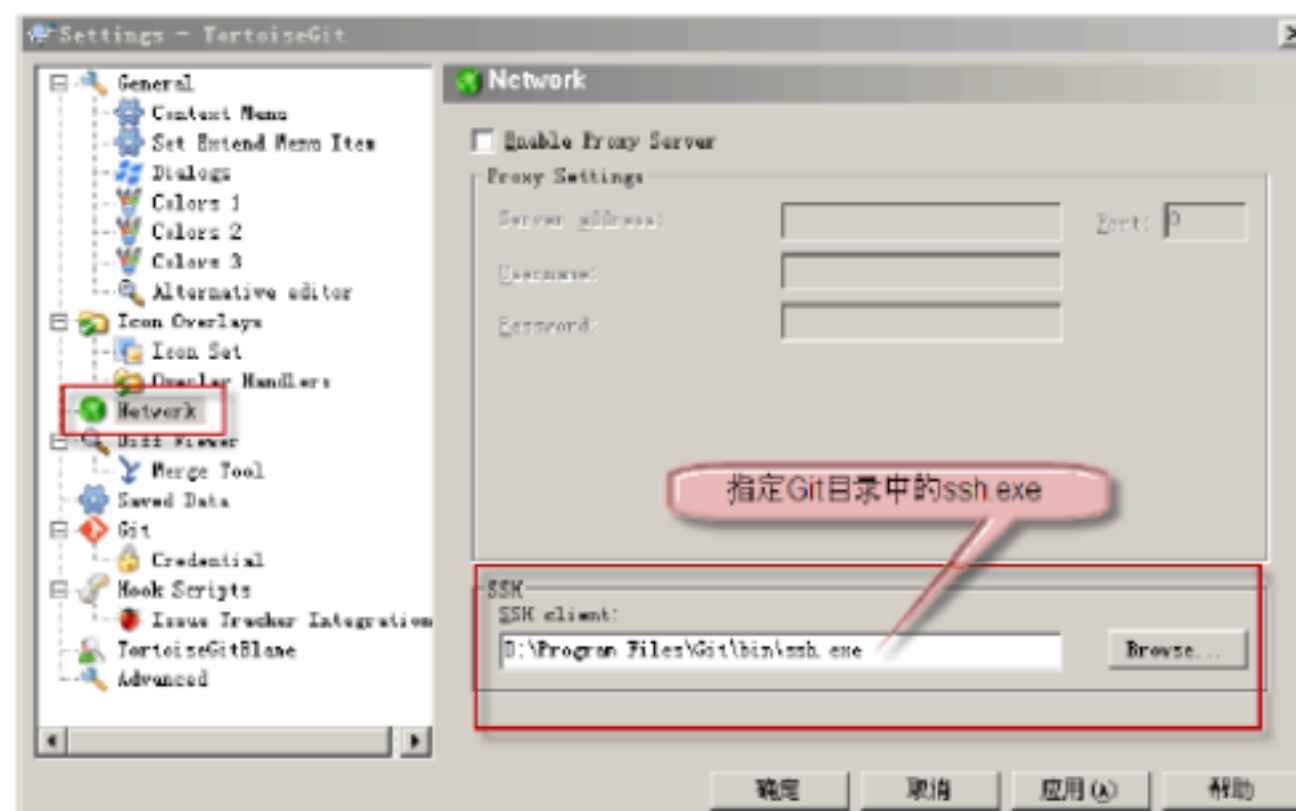 Settings - TortoiseGit
General
Context Menu
Set Extend Menu Item
Dialogs
Colors 1
Colors 2
Colors 3
Alternative editor
Icon Overlays
Icon Set
Overlay Handlers
Network
Diff Viewer
Merge Tool
Saved Data
Git
Credential
Hook Scripts
Issue Tracker Integration
TortoiseGitBlame
Advanced
Network
Enable Proxy Server
Proxy Settings
Server address:
Port: 0
Username:
Password:
指定Git目录中的ssh.exe
SSH
SSH client:
D:\Program Files\Git\bin\ssh.exe
Browse...
确定 取消 应用(A) 帮助